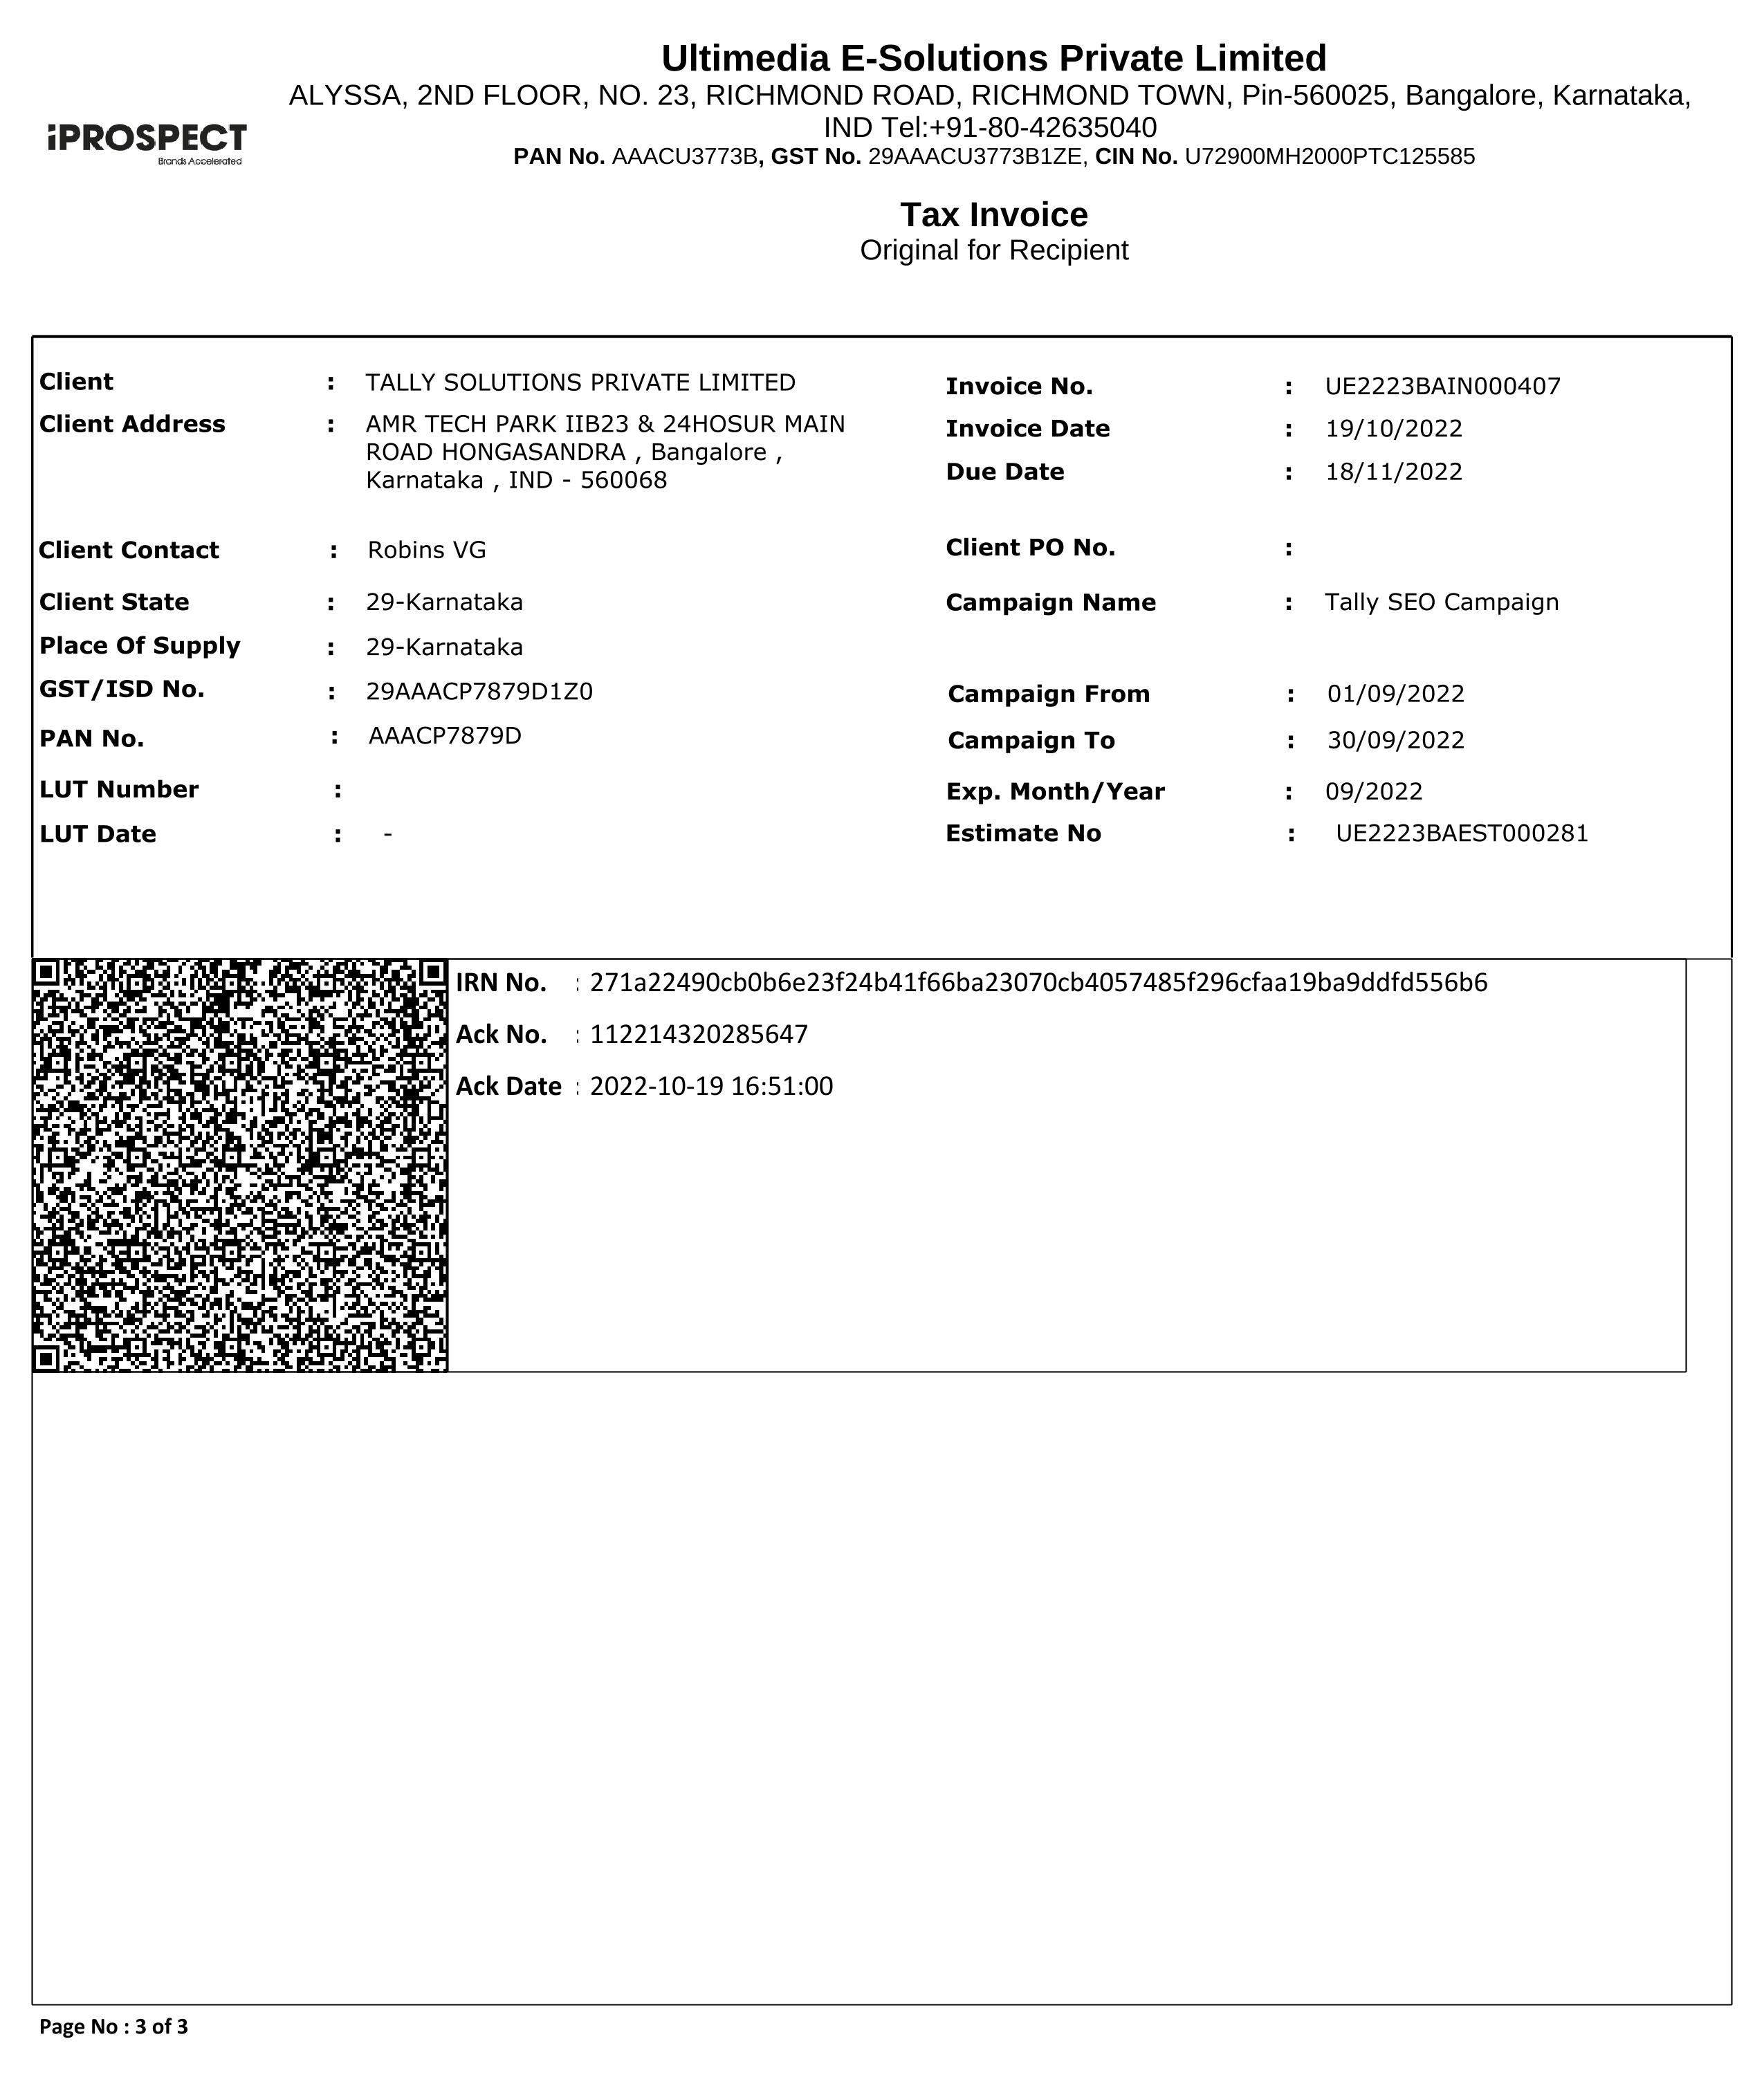 Ultimedia E-Solutions Private Limited
ALYSSA, 2ND FLOOR, NO. 23, RICHMOND ROAD, RICHMOND TOWN, Pin-560025, Bangalore, Karnataka,
IND Tel:+91-80-42635040
iPROSPECT
Brands Accelerated
PAN No. AAACU3773B, GST No. 29AAACU3773B1ZE, CIN No. U72900MH2000PTC125585
Tax Invoice
Original for Recipient
Client : TALLY SOLUTIONS PRIVATE LIMITED
Client Address : AMR TECH PARK IIB23 & 24HOSUR MAIN
ROAD HONGASANDRA , Bangalore ,
Karnataka , IND - 560068
Client Contact : Robins VG
Client State : 29-Karnataka
Place Of Supply : 29-Karnataka
GST/ISD No. : 29AAACP7879D1Z0
PAN No. : AAACP7879D
LUT Number :
LUT Date : -
Invoice No. : UE2223BAIN000407
Invoice Date : 19/10/2022
Due Date : 18/11/2022
Client PO No. :
Campaign Name : Tally SEO Campaign
Campaign From : 01/09/2022
Campaign To : 30/09/2022
Exp. Month/Year : 09/2022
Estimate No : UE2223BAEST000281
IRN No. : 271a22490cb0b6e23f24b41f66ba23070cb4057485f296cfaa19ba9ddfd556b6
Ack No. : 112214320285647
Ack Date : 2022-10-19 16:51:00
Page No : 3 of 3